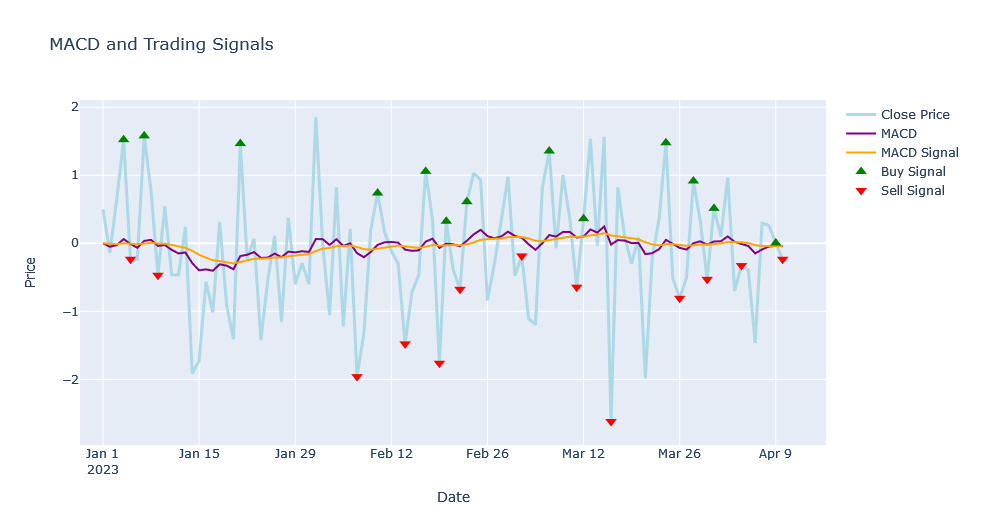 MACD and Trading Signals
2
1
0
−1
−2
Price
Jan 1
2023
Jan 15
Jan 29
Feb 12
Feb 26
Mar 12
Mar 26
Apr 9
Date
Close Price
MACD
MACD Signal
Buy Signal
Sell Signal